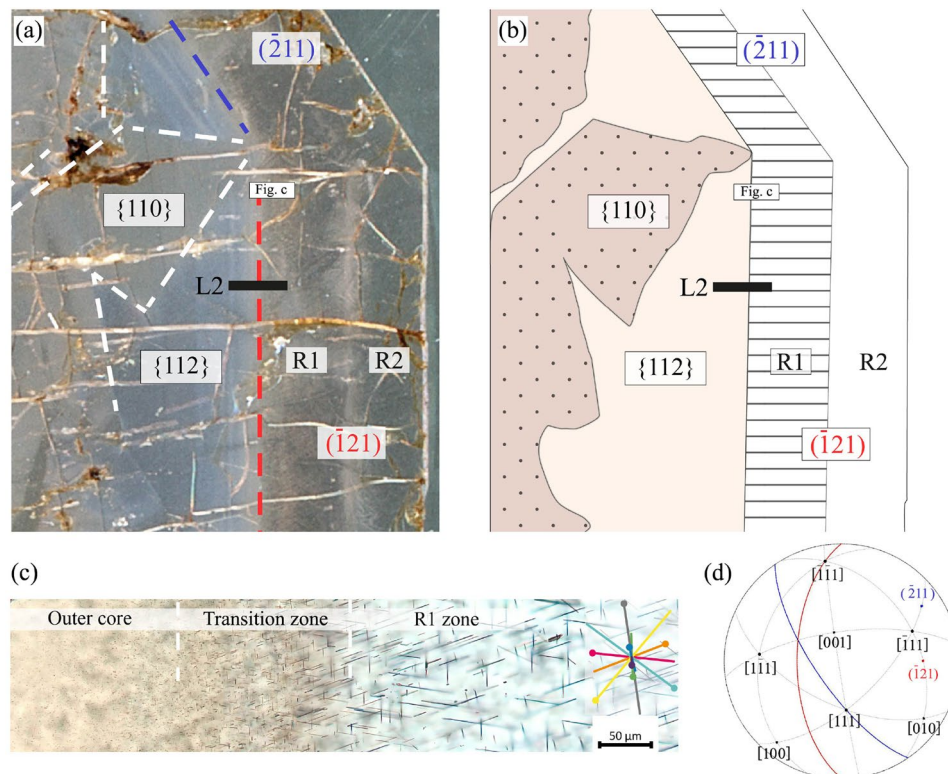 (a)
(2̄11)
Fig. c
{110}
L2
{112}
R1
R2
(1̄21)
(b)
(2̄11)
{110}
Fig. c
L2
{112}
R1
R2
(1̄21)
(c)
Outer core
Transition zone
R1 zone
50 µm
(d)
[1̄1̄1]
(2̄11)
[001]
[1̄11]
[11̄1]
(1̄21)
[111]
[010]
[100]